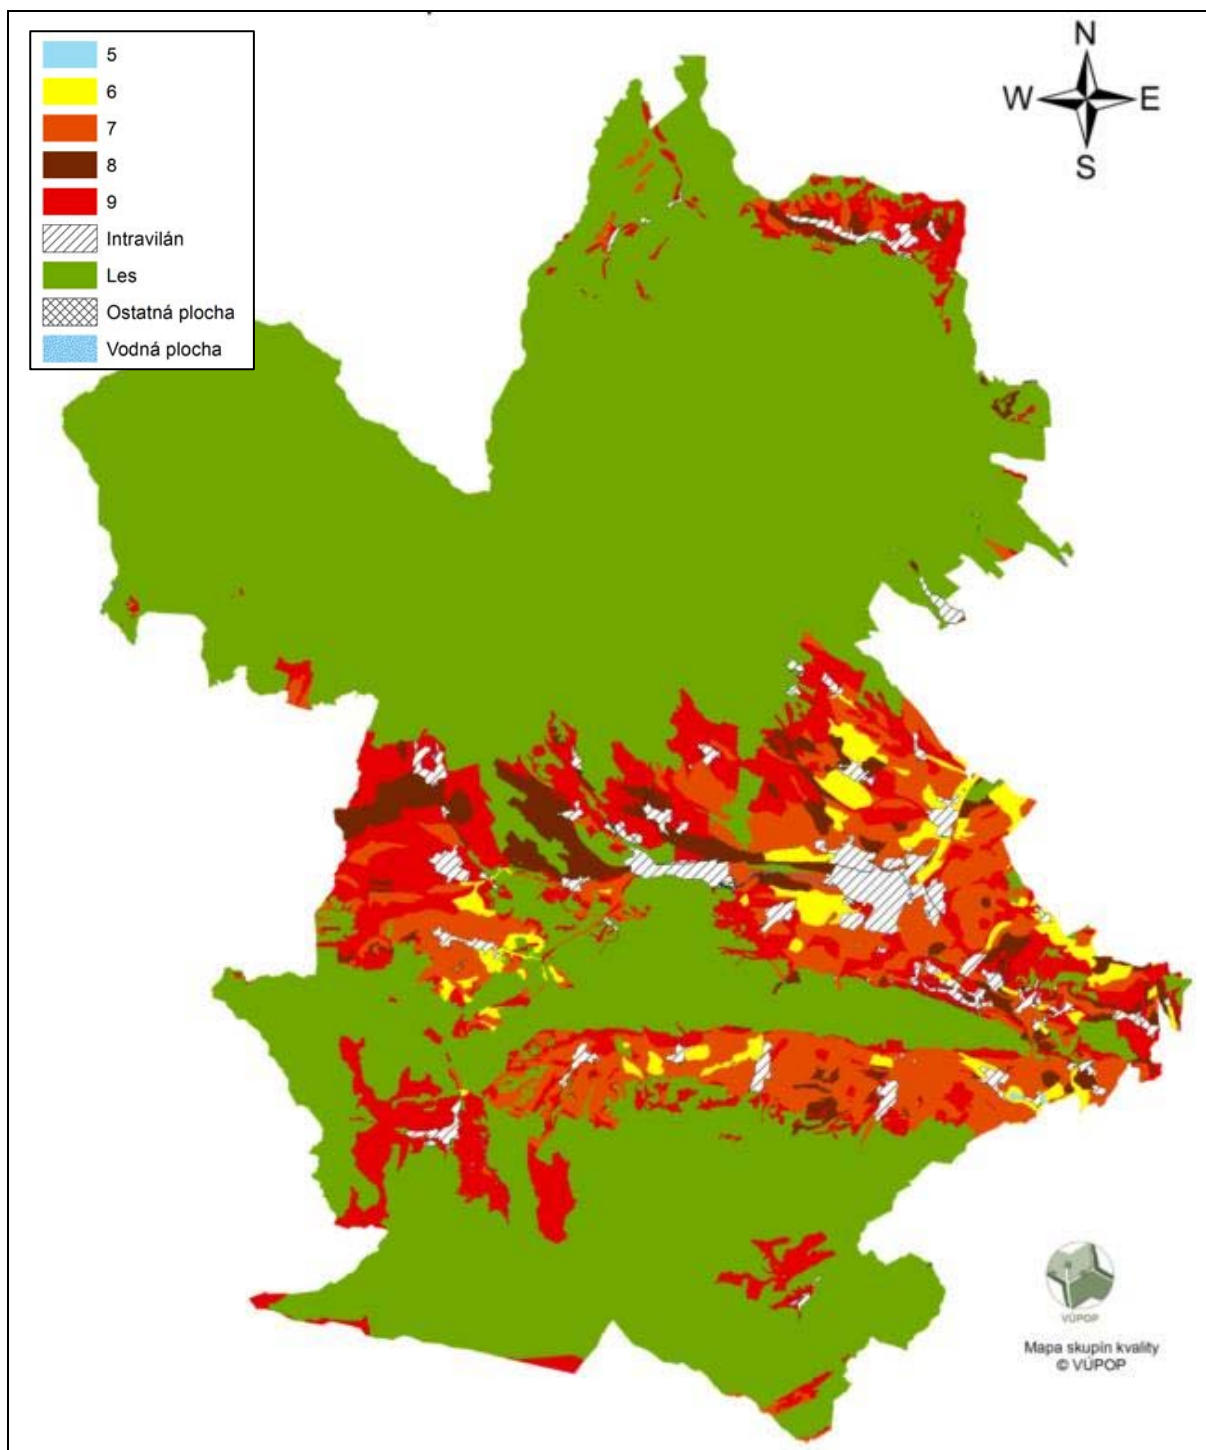 5
6
7
8
9
Intravilán
Les
Ostatná plocha
Vodná plocha
N
W
E
S
VÚPOP
Mapa skupín kvality
© VÚPOP